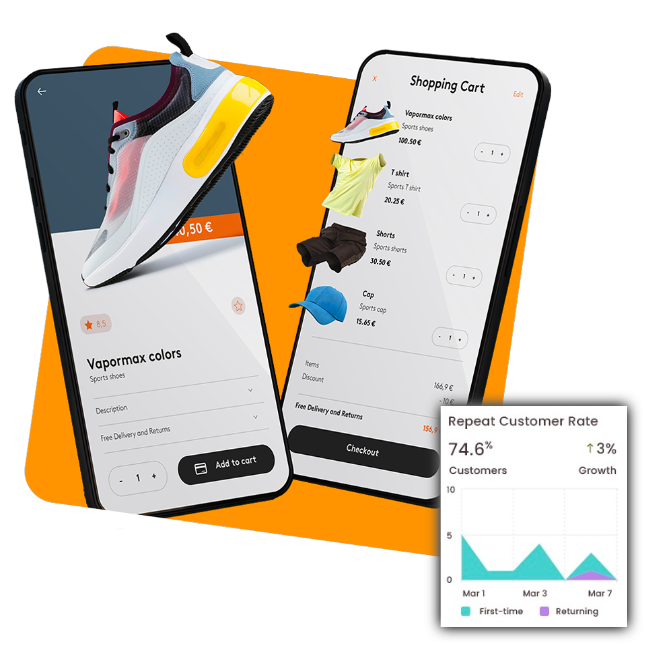 0,50 €
8,5
Vapormax colors
Sports shoes
Description
Free Delivery and Returns
- 1 +
Add to cart
Shopping Cart
Edit
Vapormax colors
Sports shoes
100.50 €
- 1 +
T shirt
Sports T shirt
20.25 €
- 1 +
Shorts
Sports shorts
30.50 €
- 1 +
Cap
Sports cap
15.65 €
- 1 +
Items
166,9 €
Discount
- 10 €
Free Delivery and Returns
156,9
Checkout
Repeat Customer Rate
74.6%
↑ 3%
Customers
Growth
10
5
0
Mar 1
Mar 3
Mar 7
First-time
Returning